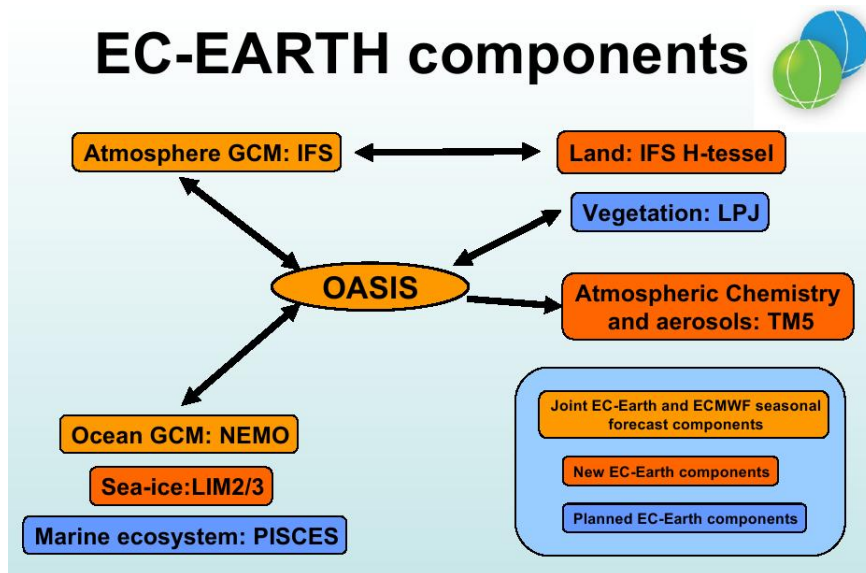 EC-EARTH components
Atmosphere GCM: IFS
Land: IFS H-tessel
Vegetation: LPJ
OASIS
Atmospheric Chemistry
and aerosols: TM5
Ocean GCM: NEMO
Sea-ice:LIM2/3
Marine ecosystem: PISCES
Joint EC-Earth and ECMWF seasonal
forecast components
New EC-Earth components
Planned EC-Earth components